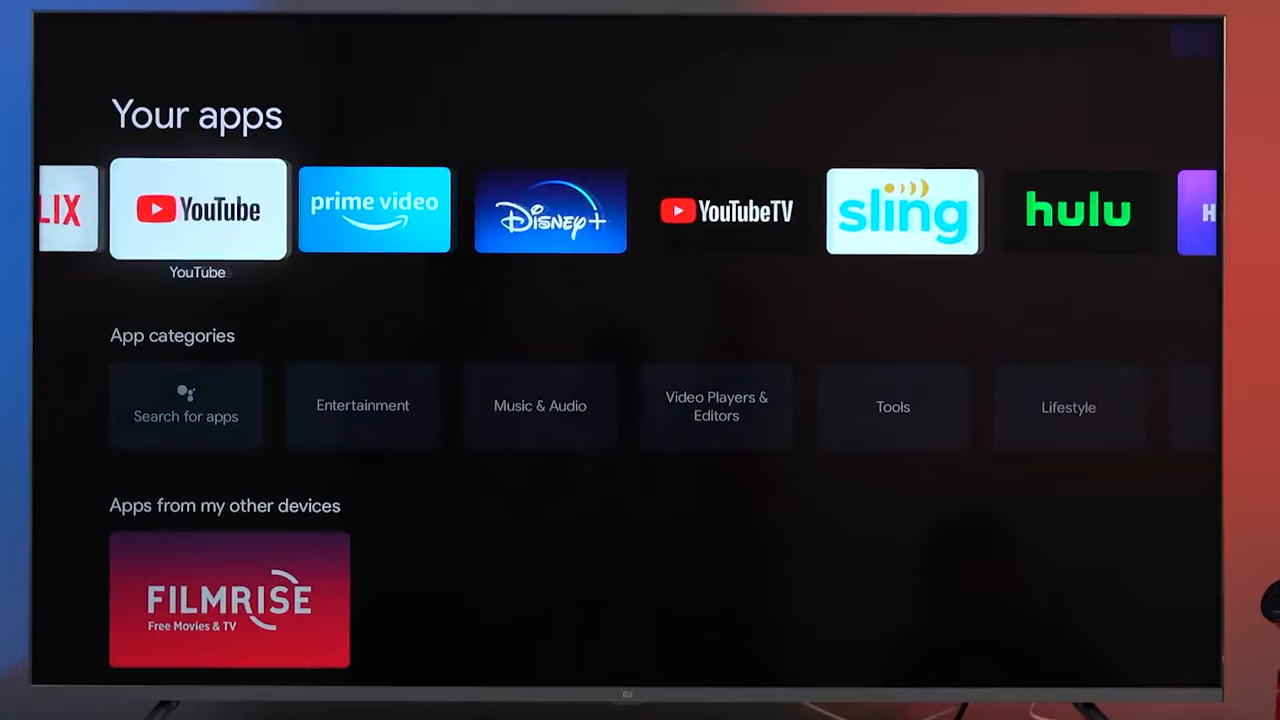 Your apps
LIX
YouTube
prime video
Disney+
YouTubeTV
sling
hulu
H
YouTube
App categories
Search for apps
Entertainment
Music & Audio
Video Players &
Editors
Tools
Lifestyle
Apps from my other devices
FILMRISE
Free Movies & TV
mi